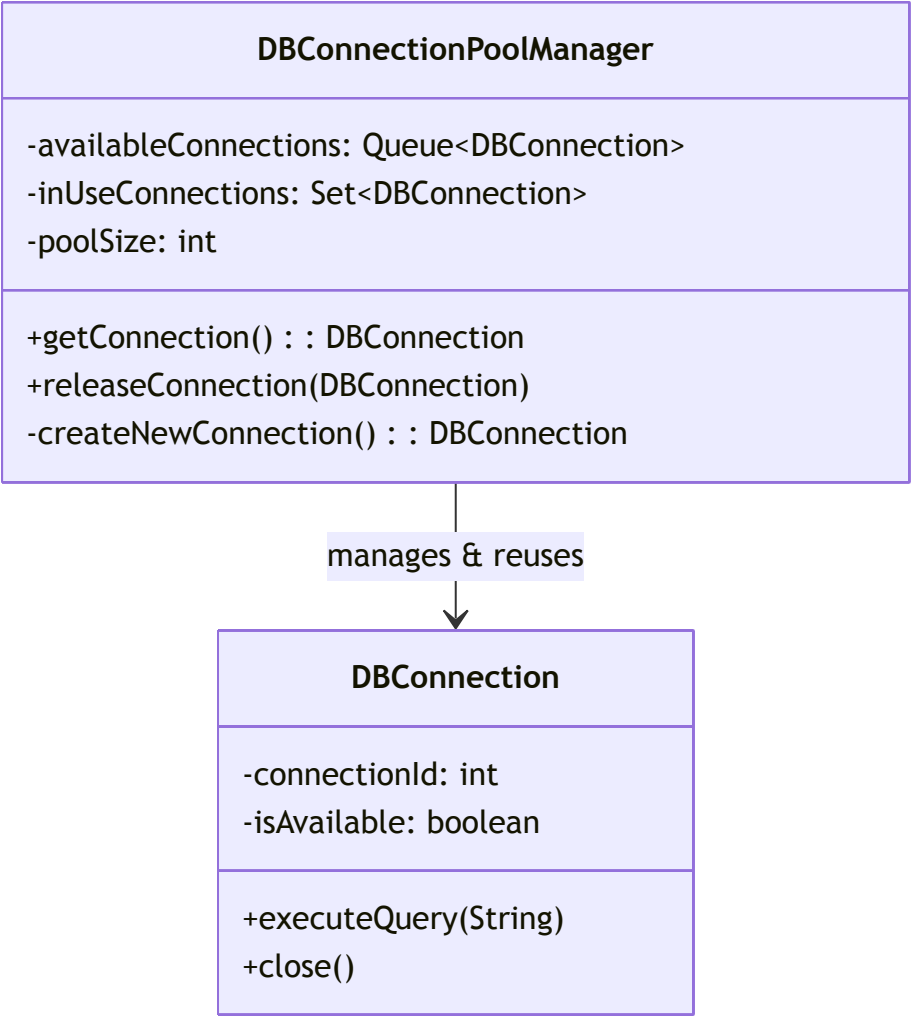 DBConnectionPoolManager
-availableConnections: Queue<DBConnection>
-inUseConnections: Set<DBConnection>
-poolSize: int
+getConnection() : : DBConnection
+releaseConnection(DBConnection)
-createNewConnection() : : DBConnection
manages & reuses
DBConnection
-connectionId: int
-isAvailable: boolean
+executeQuery(String)
+close()